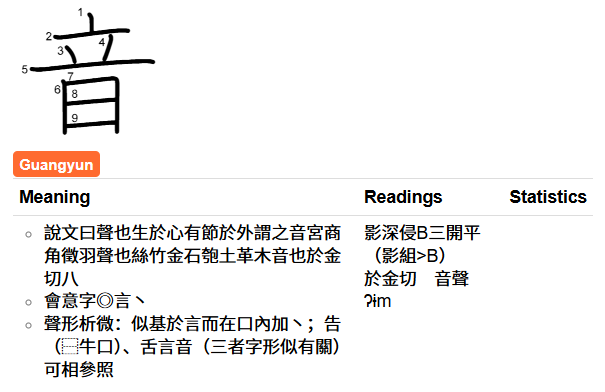 音
1
2
3
4
5
6
7
8
9
Guangyun
Meaning Readings Statistics
說文曰聲也生於心有節於外謂之音宮商
角徵羽聲也絲竹金石匏土革木音也於金
切八
會意字◎言丶
聲形析微：似基於言而在口內加丶；告
（⿱牛口）、舌言音（三者字形似有關）
可相參照
影深侵B三開平
（影組>B）
於金切　音聲
ʔɨm